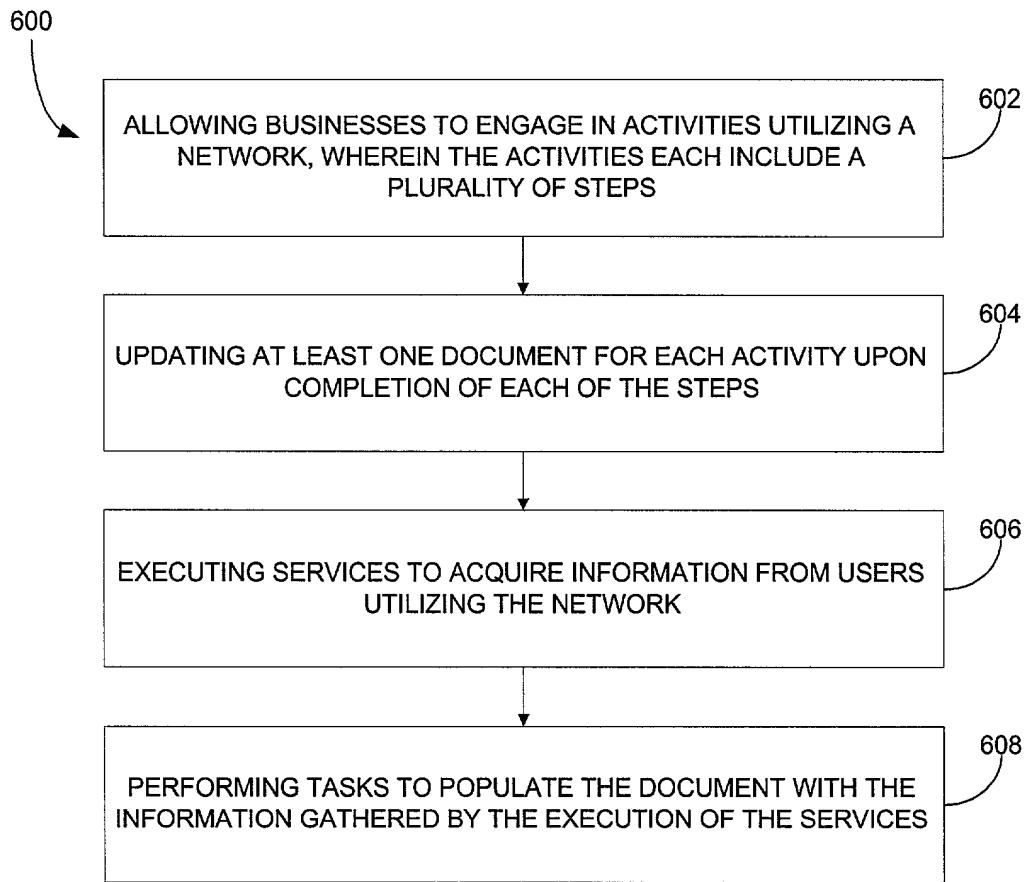 600
602
ALLOWING BUSINESSES TO ENGAGE IN ACTIVITIES UTILIZING A
NETWORK, WHEREIN THE ACTIVITIES EACH INCLUDE A
PLURALITY OF STEPS
604
UPDATING AT LEAST ONE DOCUMENT FOR EACH ACTIVITY UPON
COMPLETION OF EACH OF THE STEPS
606
EXECUTING SERVICES TO ACQUIRE INFORMATION FROM USERS
UTILIZING THE NETWORK
608
PERFORMING TASKS TO POPULATE THE DOCUMENT WITH THE
INFORMATION GATHERED BY THE EXECUTION OF THE SERVICES